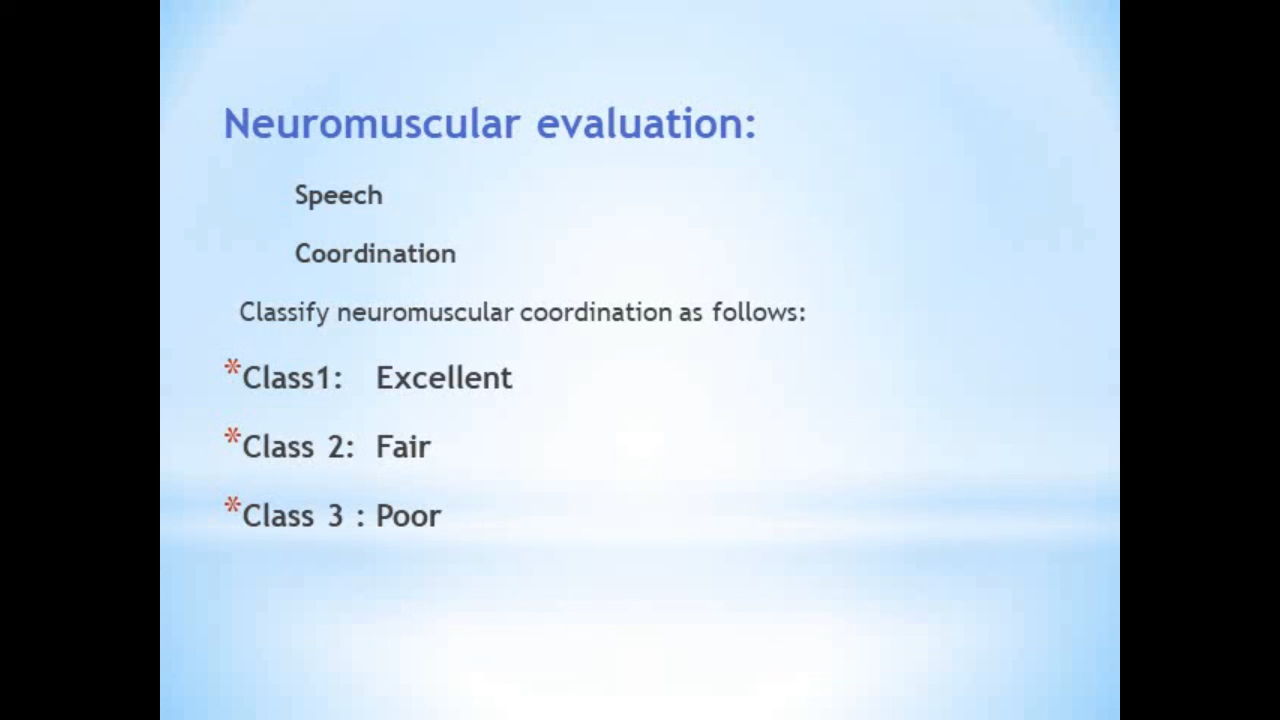 Neuromuscular evaluation:
Speech
Coordination
Classify neuromuscular coordination as follows:
*Class1: Excellent
*Class 2: Fair
*Class 3 : Poor